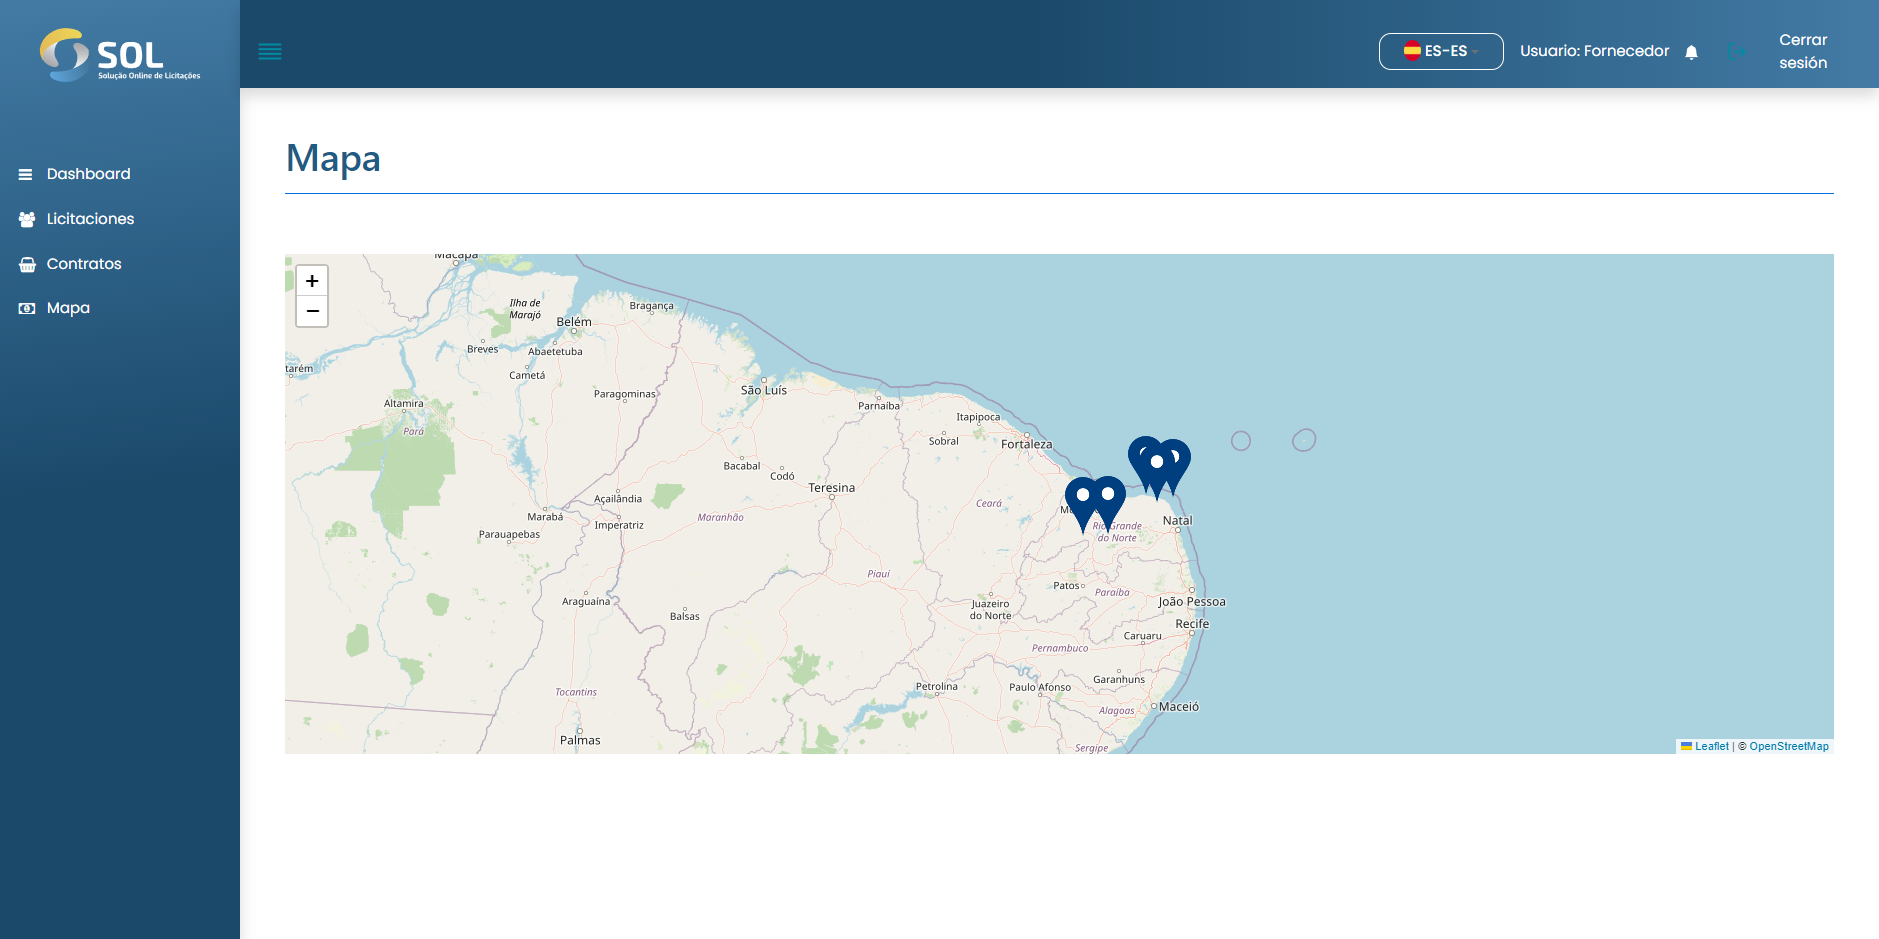 SOL
Solução Online de Licitações
ES-ES
Usuario: Fornecedor
Cerrar
sesión
Dashboard
Licitaciones
Contratos
Mapa
Mapa
+
−
Macapá
Ilha de
Marajó
Bragança
Belém
Breves
Abaetetuba
tarém
Cametá
Paragominas
São Luís
Altamira
Parnaíba
Pará
Itapipoca
Sobral
Fortaleza
Bacabal
Codó
Teresina
Açailândia
Ceará
Marabá
Maranhão
Imperatriz
Natal
Rio Grande
do Norte
Parauapebas
Piauí
Patos
Paraíba
Araguaína
Juazeiro
do Norte
João Pessoa
Balsas
Recife
Caruaru
Pernambuco
Garanhuns
Petrolina
Paulo Afonso
Tocantins
Alagoas
Maceió
Palmas
Sergipe
Leaflet | © OpenStreetMap